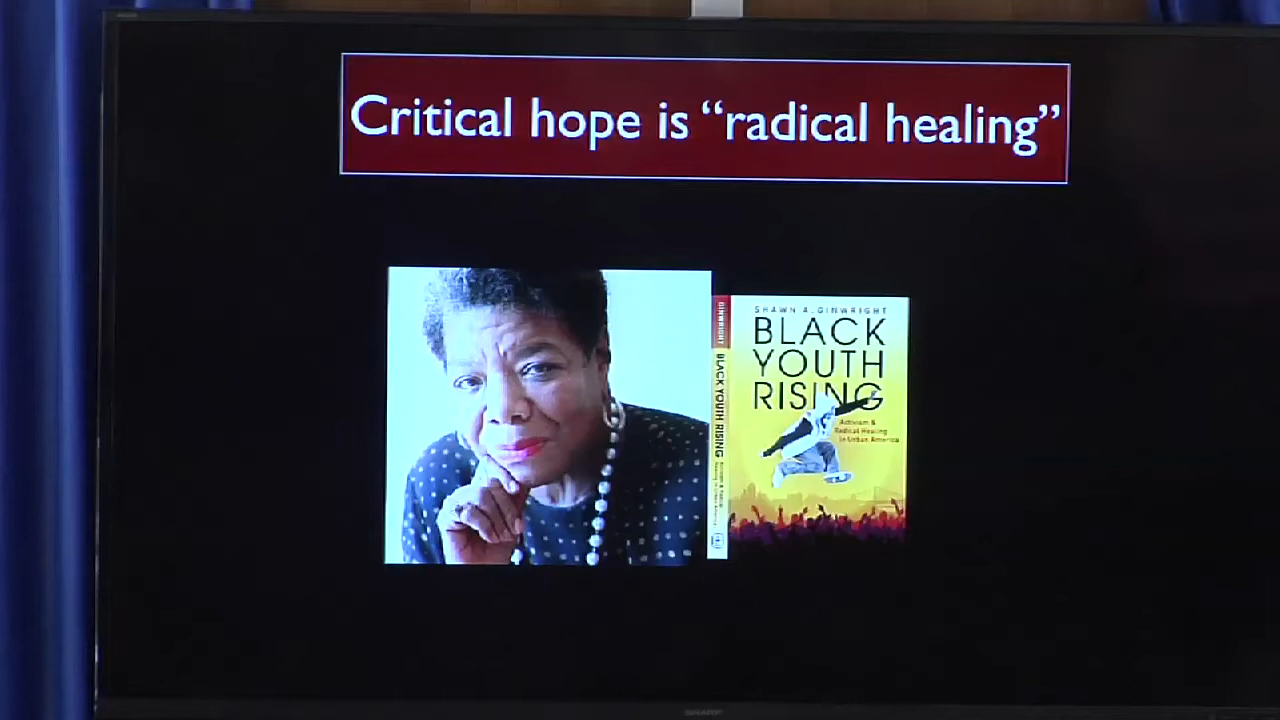 Critical hope is “radical healing”
SHAWN A. GINWRIGHT
BLACK
YOUTH
RISING
Activism &
Radical Healing
in Urban America
GINWRIGHT
BLACK YOUTH RISING
SHARP